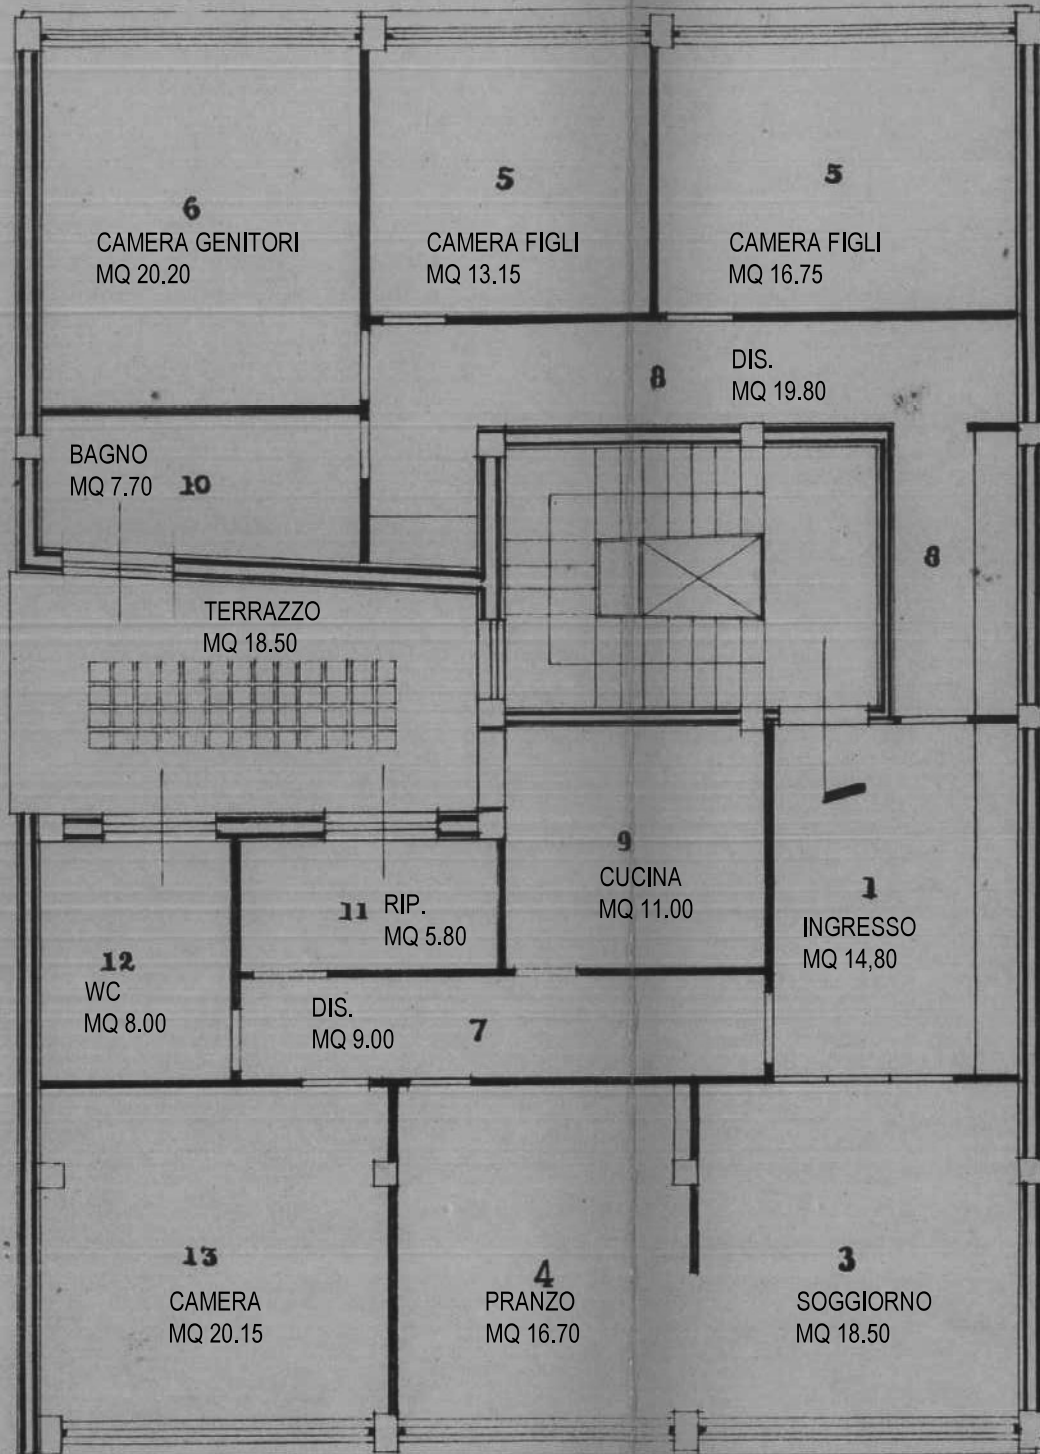 6
CAMERA GENITORI
MQ 20.20
5
CAMERA FIGLI
MQ 13.15
5
CAMERA FIGLI
MQ 16.75
8
DIS.
MQ 19.80
BAGNO
MQ 7.70
10
8
TERRAZZO
MQ 18.50
9
CUCINA
MQ 11.00
1
INGRESSO
MQ 14,80
11
RIP.
MQ 5.80
12
WC
MQ 8.00
DIS.
MQ 9.00
7
13
CAMERA
MQ 20.15
4
PRANZO
MQ 16.70
3
SOGGIORNO
MQ 18.50